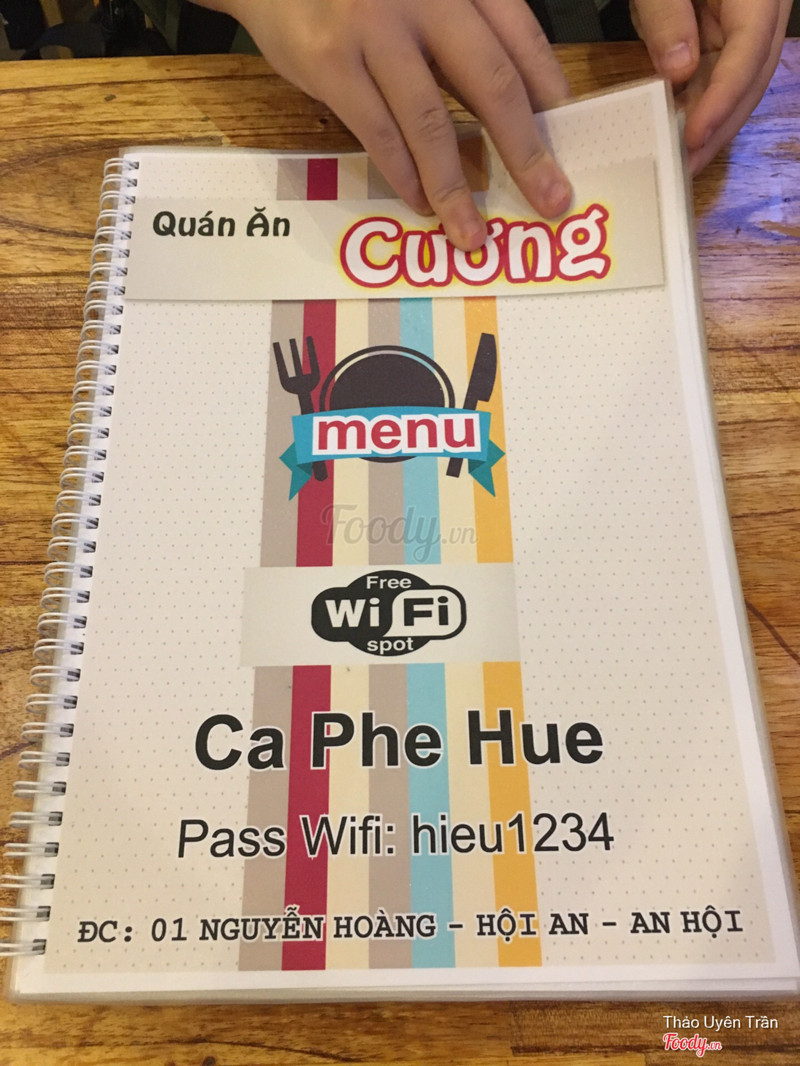 Quán Ăn
Cương
menu
Foody.vn
Free
WiFi
spot
Ca Phe Hue
Pass Wifi: hieu1234
ĐC: 01 NGUYỄN HOÀNG - HỘI AN - AN HỘI
Thảo Uyên Trần
Foody.vn